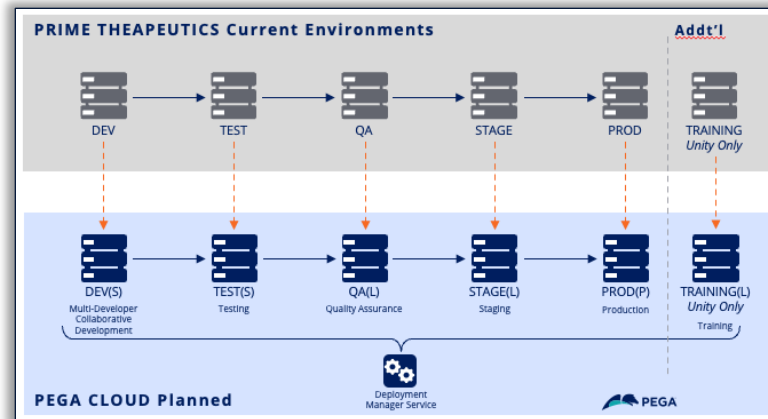 PRIME THEAPEUTICS Current Environments
Addt'l
DEV
TEST
QA
STAGE
PROD
TRAINING
Unity Only
DEV(S)
Multi-Developer
Collaborative
Development
TEST(S)
Testing
QA(L)
Quality Assurance
STAGE(L)
Staging
PROD(P)
Production
TRAINING(L)
Unity Only
Training
Deployment
Manager Service
PEGA CLOUD Planned
PEGA